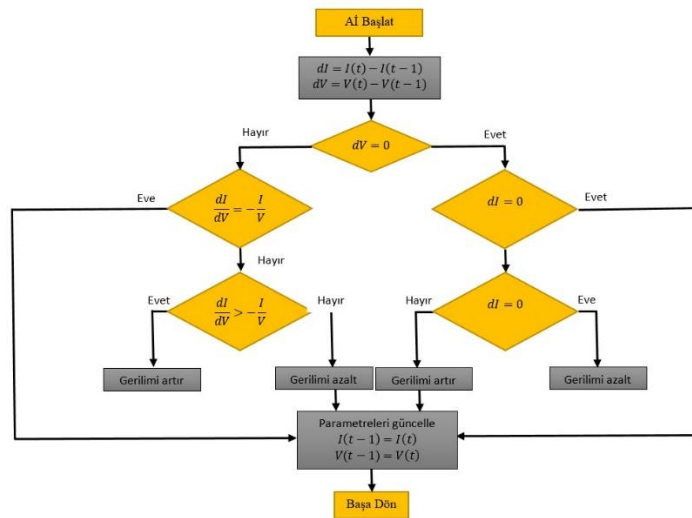 Aİ Başlat
dI = I(t) − I(t − 1)
dV = V(t) − V(t − 1)
Hayır
Evet
dV = 0
Eve
dI/dV = − I/V
dI = 0
Evet
Hayır
Evet
dI/dV > − I/V
Hayır
Hayır
dI = 0
Eve
Gerilimi artır
Gerilimi azalt
Gerilimi artır
Gerilimi azalt
Parametreleri güncelle
I(t − 1) = I(t)
V(t − 1) = V(t)
Başa Dön